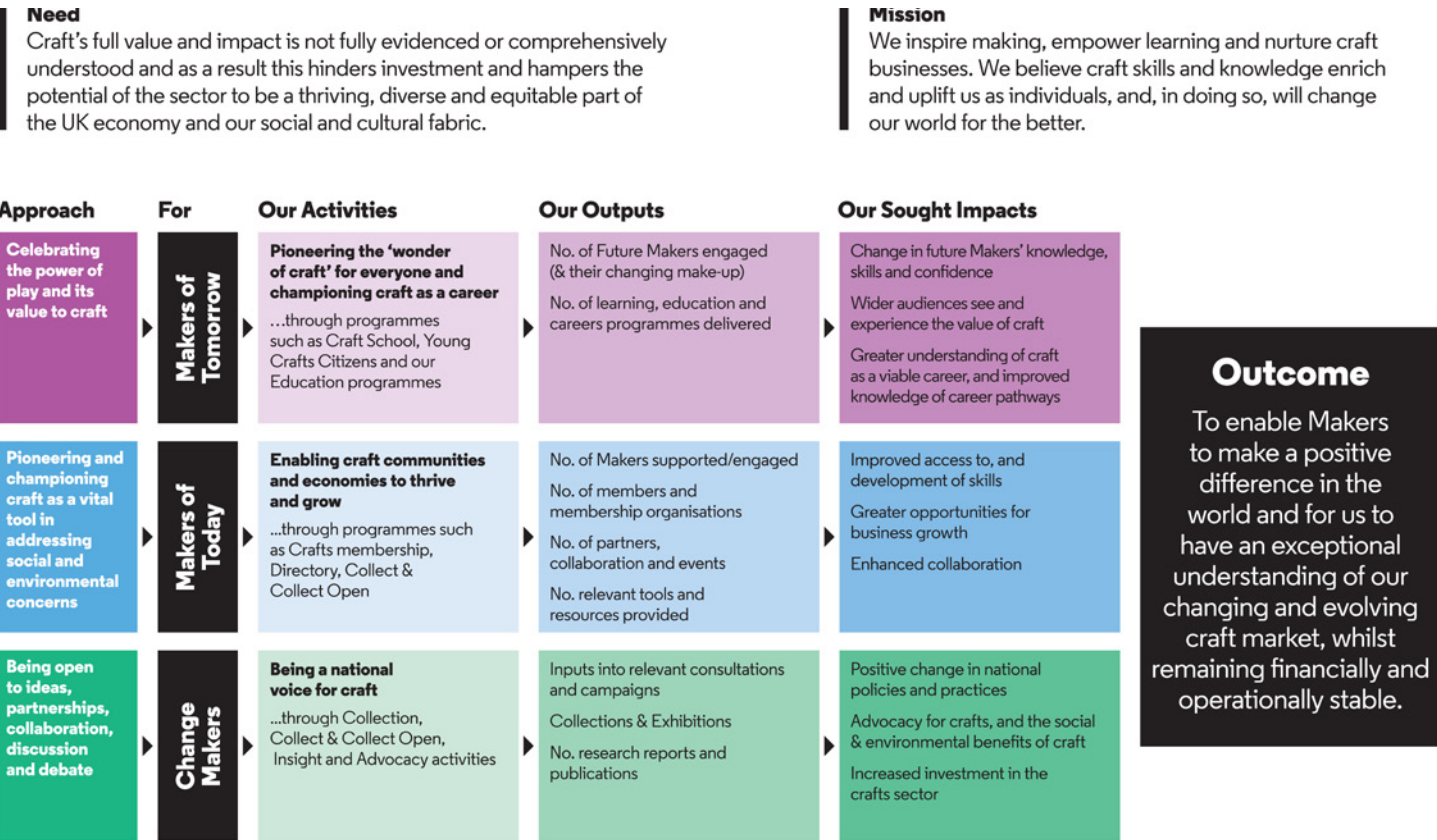 Need
Craft's full value and impact is not fully evidenced or comprehensively
understood and as a result this hinders investment and hampers the
potential of the sector to be a thriving, diverse and equitable part of
the UK economy and our social and cultural fabric.
Mission
We inspire making, empower learning and nurture craft
businesses. We believe craft skills and knowledge enrich
and uplift us as individuals, and, in doing so, will change
our world for the better.
Approach
For
Our Activities
Our Outputs
Our Sought Impacts
Celebrating
the power of
play and its
value to craft
Makers of
Tomorrow
Pioneering the ‘wonder
of craft’ for everyone and
championing craft as a career
…through programmes
such as Craft School, Young
Crafts Citizens and our
Education programmes
No. of Future Makers engaged
(& their changing make-up)
No. of learning, education and
careers programmes delivered
Change in future Makers’ knowledge,
skills and confidence
Wider audiences see and
experience the value of craft
Greater understanding of craft
as a viable career, and improved
knowledge of career pathways
Pioneering and
championing
craft as a vital
tool in
addressing
social and
environmental
concerns
Makers of
Today
Enabling craft communities
and economies to thrive
and grow
...through programmes such
as Crafts membership,
Directory, Collect &
Collect Open
No. of Makers supported/engaged
No. of members and
membership organisations
No. of partners,
collaboration and events
No. relevant tools and
resources provided
Improved access to, and
development of skills
Greater opportunities for
business growth
Enhanced collaboration
Being open
to ideas,
partnerships,
collaboration,
discussion
and debate
Change
Makers
Being a national
voice for craft
...through Collection,
Collect & Collect Open,
Insight and Advocacy activities
Inputs into relevant consultations
and campaigns
Collections & Exhibitions
No. research reports and
publications
Positive change in national
policies and practices
Advocacy for crafts, and the social
& environmental benefits of craft
Increased investment in the
crafts sector
Outcome
To enable Makers
to make a positive
difference in the
world and for us to
have an exceptional
understanding of our
changing and evolving
craft market, whilst
remaining financially and
operationally stable.